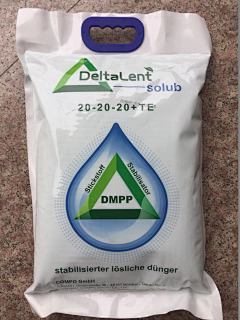 DeltaLent
solub
20-20-20+TE
Stickstoff
Stabilisator
DMPP
stabilisierter lösliche dünger
COMPO GmbH